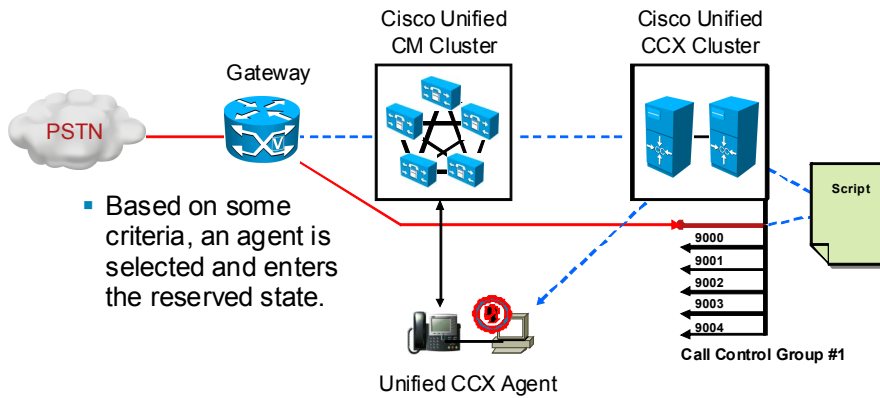 Cisco Unified
CM Cluster
Cisco Unified
CCX Cluster
Gateway
PSTN
V
Script
▪ Based on some
criteria, an agent is
selected and enters
the reserved state.
9000
9001
9002
9003
9004
Call Control Group #1
Unified CCX Agent